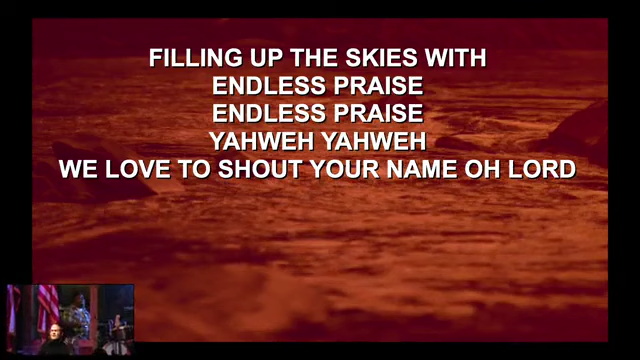 FILLING UP THE SKIES WITH
ENDLESS PRAISE
ENDLESS PRAISE
YAHWEH YAHWEH
WE LOVE TO SHOUT YOUR NAME OH LORD